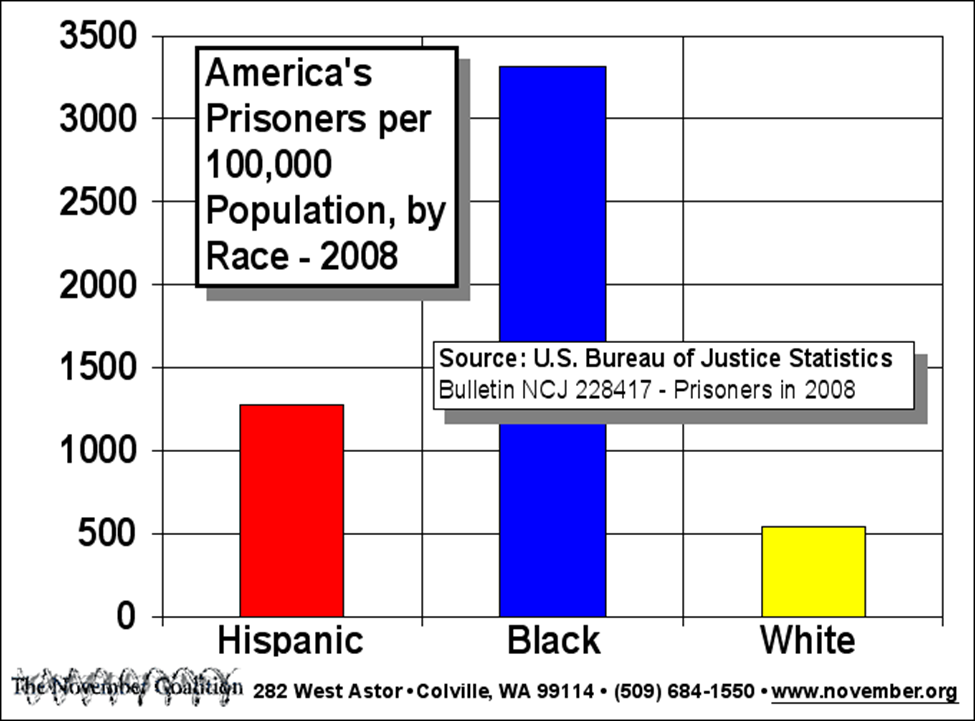 3500
3000
2500
2000
1500
1000
500
0
America's
Prisoners per
100,000
Population, by
Race - 2008
Source: U.S. Bureau of Justice Statistics
Bulletin NCJ 228417 - Prisoners in 2008
Hispanic
Black
White
The November Coalition
282 West Astor • Colville, WA 99114 • (509) 684-1550 • www.november.org